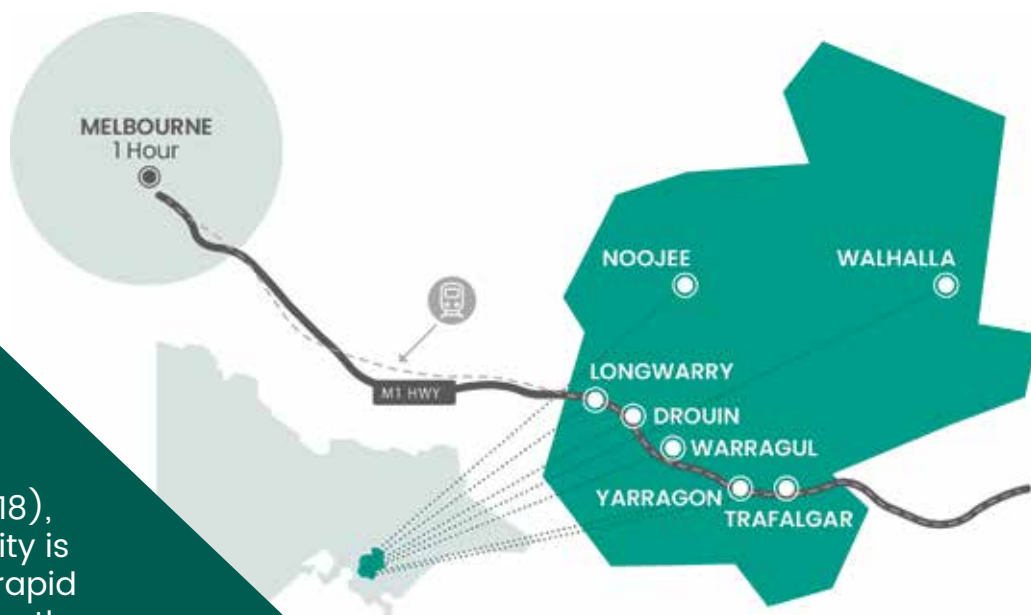 MELBOURNE
1 Hour
NOOJEE
WALHALLA
LONGWARRY
M1 HWY
DROUIN
WARRAGUL
YARRAGON
TRAFALGAR
18),
ity is
rapid